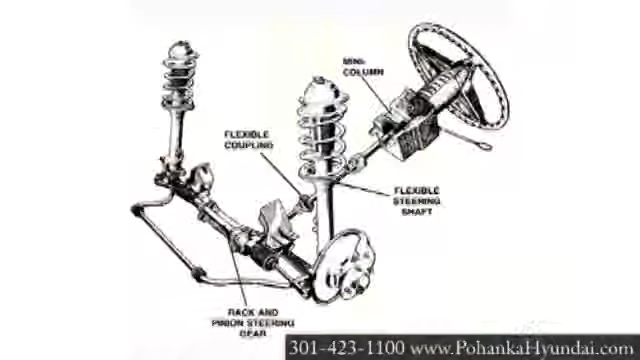 MINI-
COLUMN
FLEXIBLE
COUPLING
FLEXIBLE
STEERING
SHAFT
RACK AND
PINION STEERING
GEAR
301-423-1100 www.PohankaHyundai.com